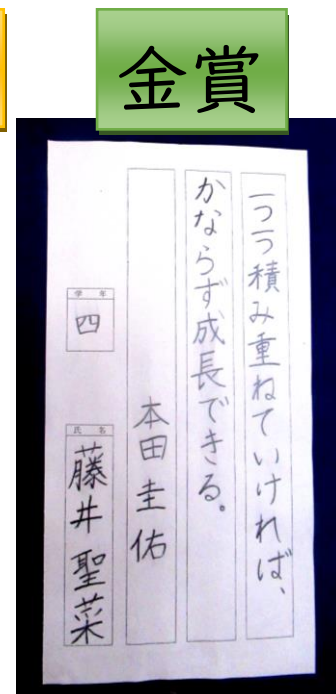 金賞
一つ一つ積み重ねていければ、
かならず成長できる。
本田圭佑
学年
四
氏名
藤井聖菜